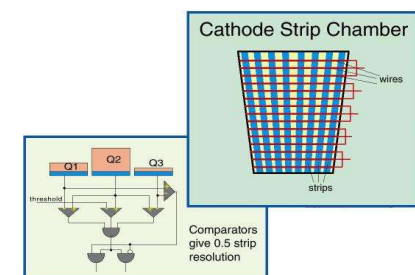 Cathode Strip Chamber
wires
strips
Q1 Q2 Q3
threshold
Comparators
give 0.5 strip
resolution